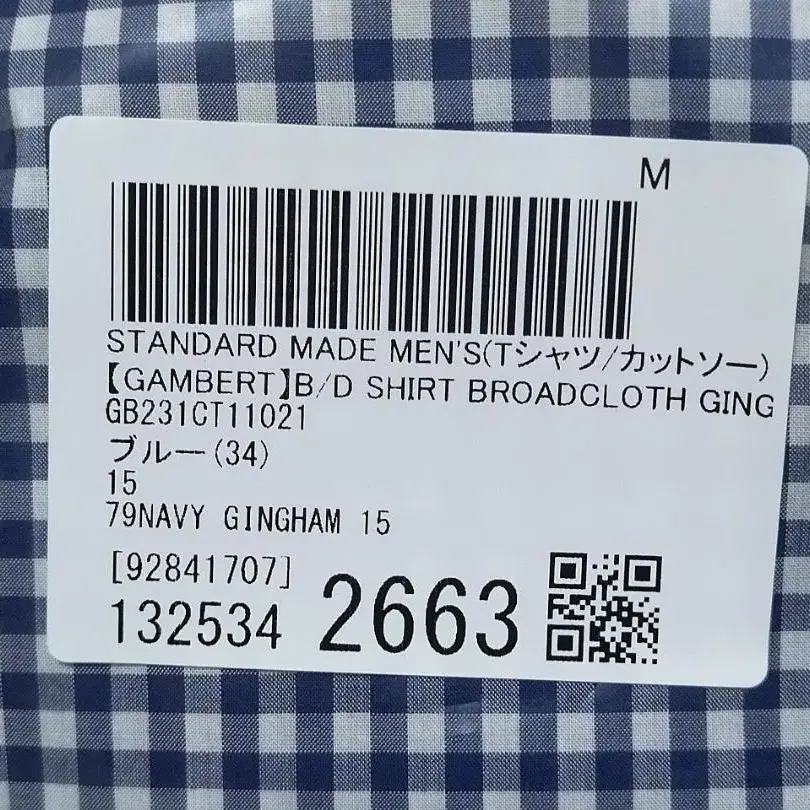 M
STANDARD MADE MEN'S(Tシャツ/カットソー)
【GAMBERT】B/D SHIRT BROADCLOTH GING
GB231CT11021
ブルー(34)
15
79NAVY GINGHAM 15
[92841707]
132534 2663